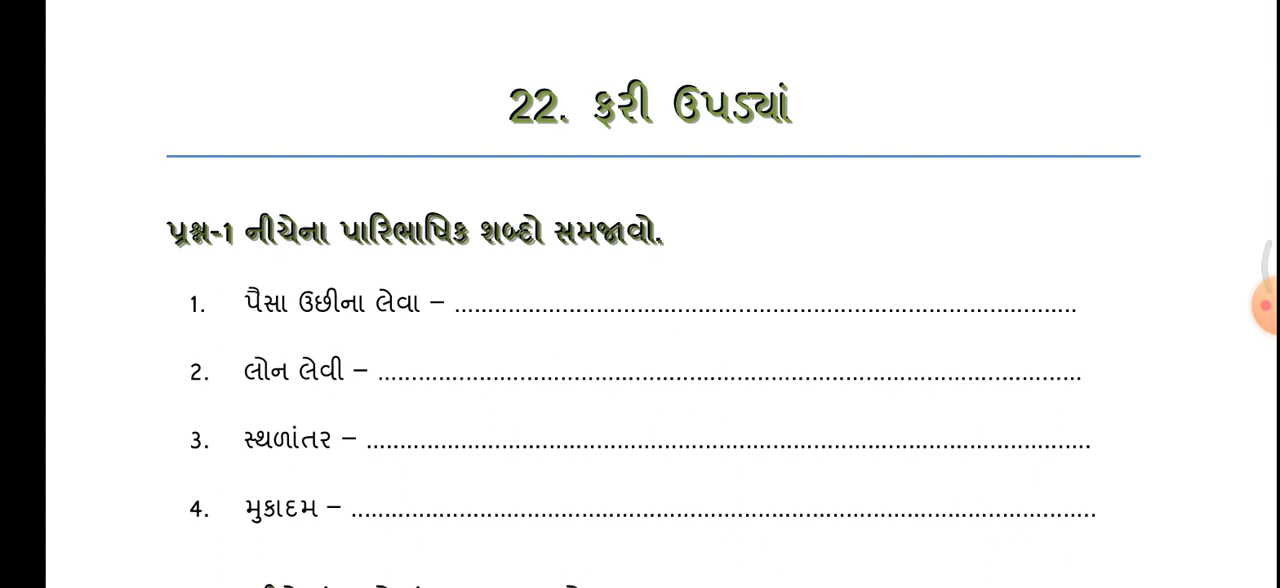 22. ફરી ઉપડ્યાં
પ્રશ્ન-1 નીચેના પારિભાષિક શબ્દો સમજાવો.
1. પૈસા ઉછીના લેવા – ............................................................................................
2. લોન લેવી – ........................................................................................................
3. સ્થળાંતર – ...........................................................................................................
4. મુકાદમ – ..............................................................................................................